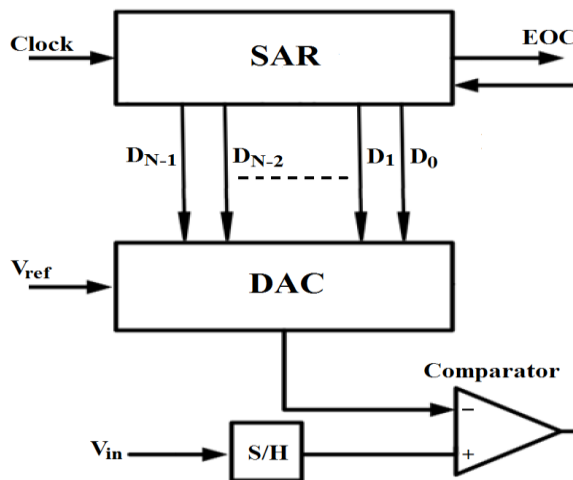 Clock
SAR
EOC
D_{N-1} D_{N-2} D_1 D_0
V_{ref}
DAC
Comparator
−
V_{in}
S/H
+